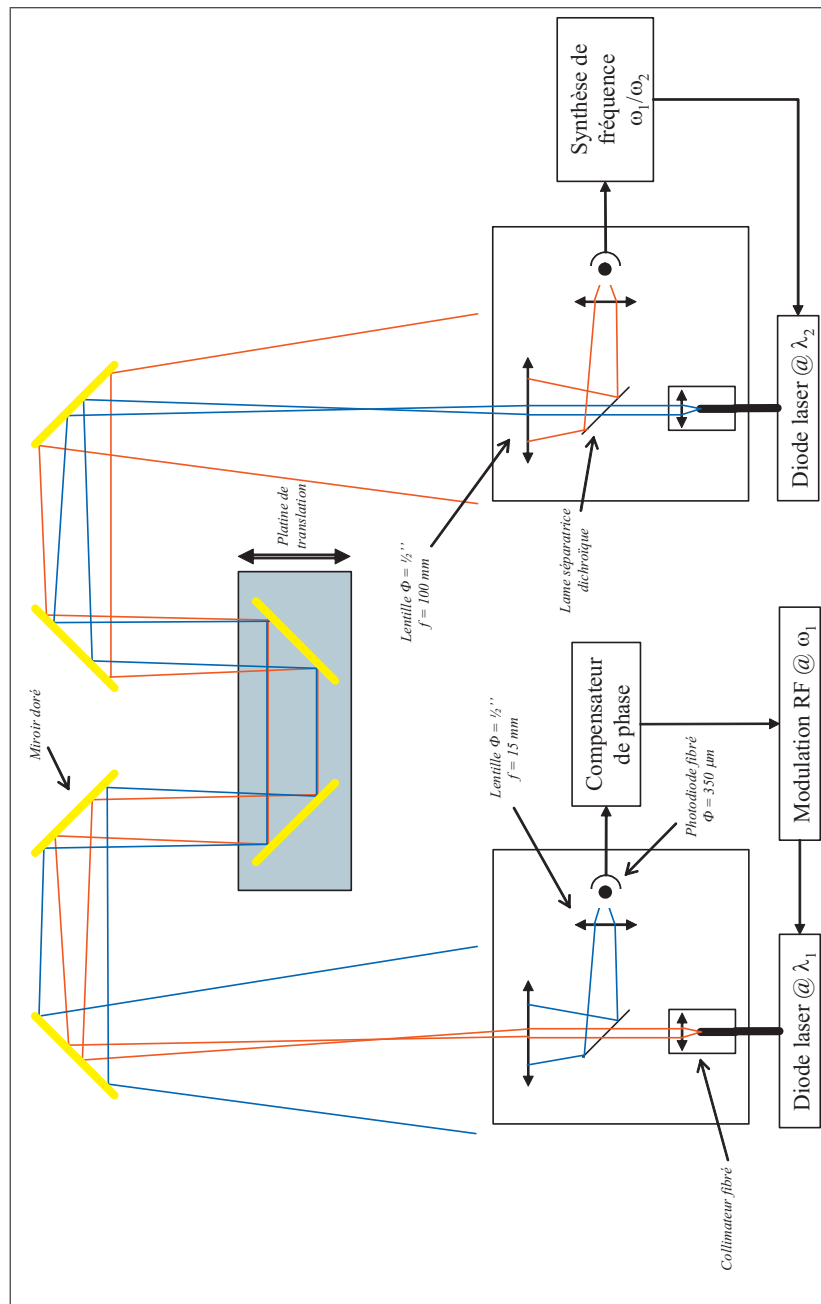 Miroir doré
Platine de
translation
Lentille Φ = ½’’
f = 100 mm
Lame séparatrice
dichroïque
Synthèse de
fréquence
ω1/ω2
Diode laser @ λ2
Lentille Φ = ½’’
f = 15 mm
Compensateur
de phase
Photodiode fibré
Φ = 350 µm
Modulation RF @ ω1
Collimateur fibré
Diode laser @ λ1